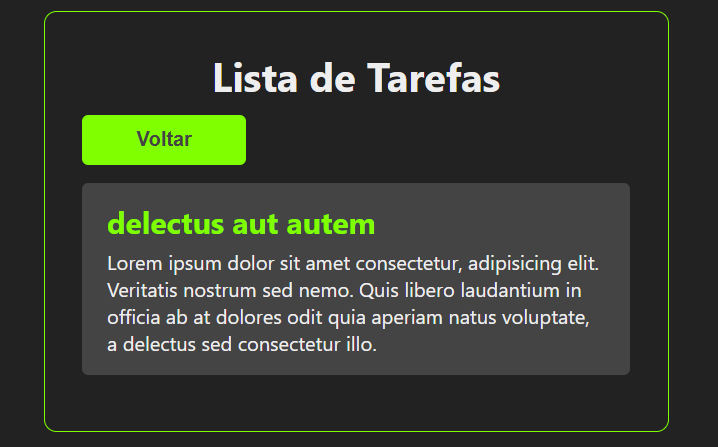 Lista de Tarefas
Voltar
delectus aut autem
Lorem ipsum dolor sit amet consectetur, adipisicing elit.
Veritatis nostrum sed nemo. Quis libero laudantium in
officia ab at dolores odit quia aperiam natus voluptate,
a delectus sed consectetur illo.